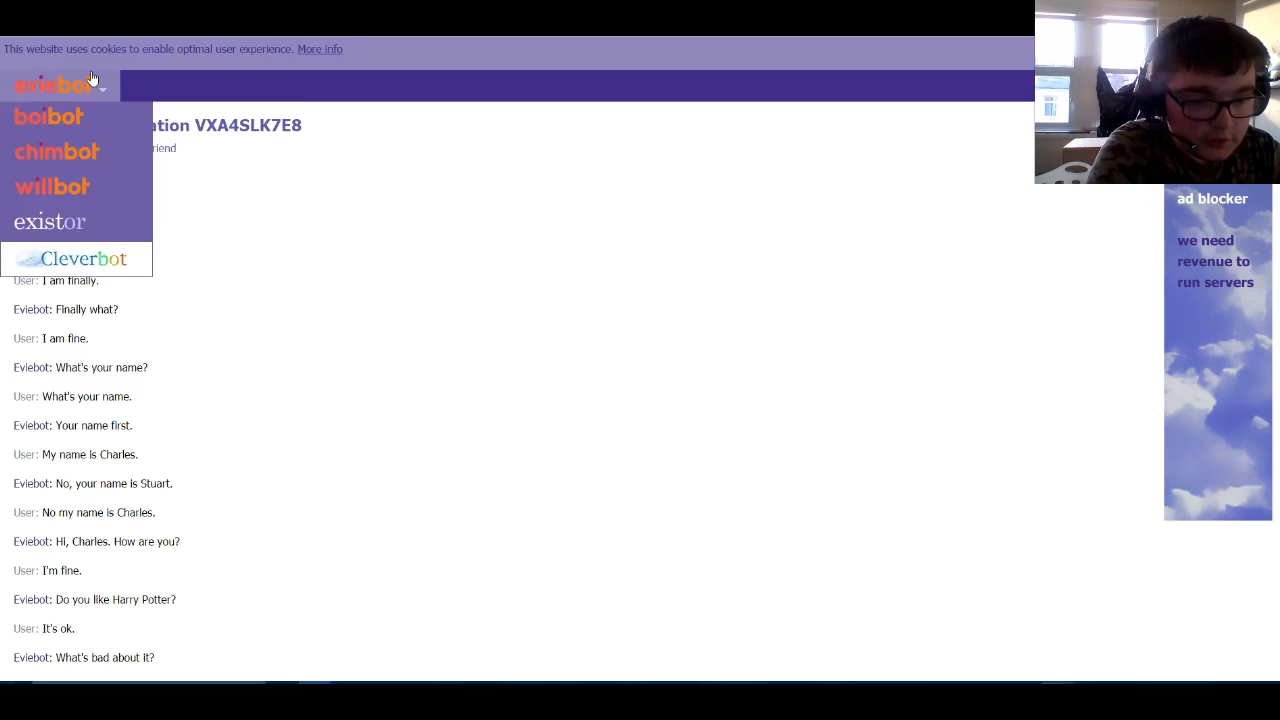 This website uses cookies to enable optimal user experience. More info
eviebot
boibot
chimbot
willbot
existor
Cleverbot
ation VXA4SLK7E8
riend
User: I am finally.
Eviebot: Finally what?
User: I am fine.
Eviebot: What's your name?
User: What's your name.
Eviebot: Your name first.
User: My name is Charles.
Eviebot: No, your name is Stuart.
User: No my name is Charles.
Eviebot: Hi, Charles. How are you?
User: I'm fine.
Eviebot: Do you like Harry Potter?
User: It's ok.
Eviebot: What's bad about it?
ad blocker
we need
revenue to
run servers